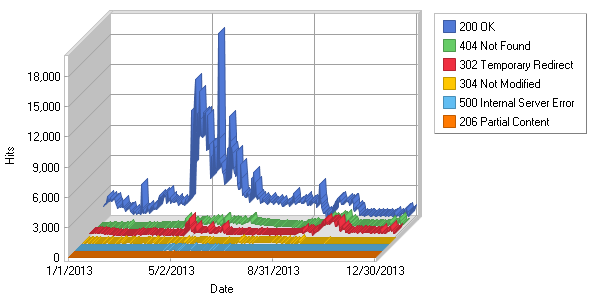 200 OK
404 Not Found
302 Temporary Redirect
304 Not Modified
500 Internal Server Error
206 Partial Content
Hits
18,000
15,000
12,000
9,000
6,000
3,000
0
1/1/2013
5/2/2013
8/31/2013
12/30/2013
Date